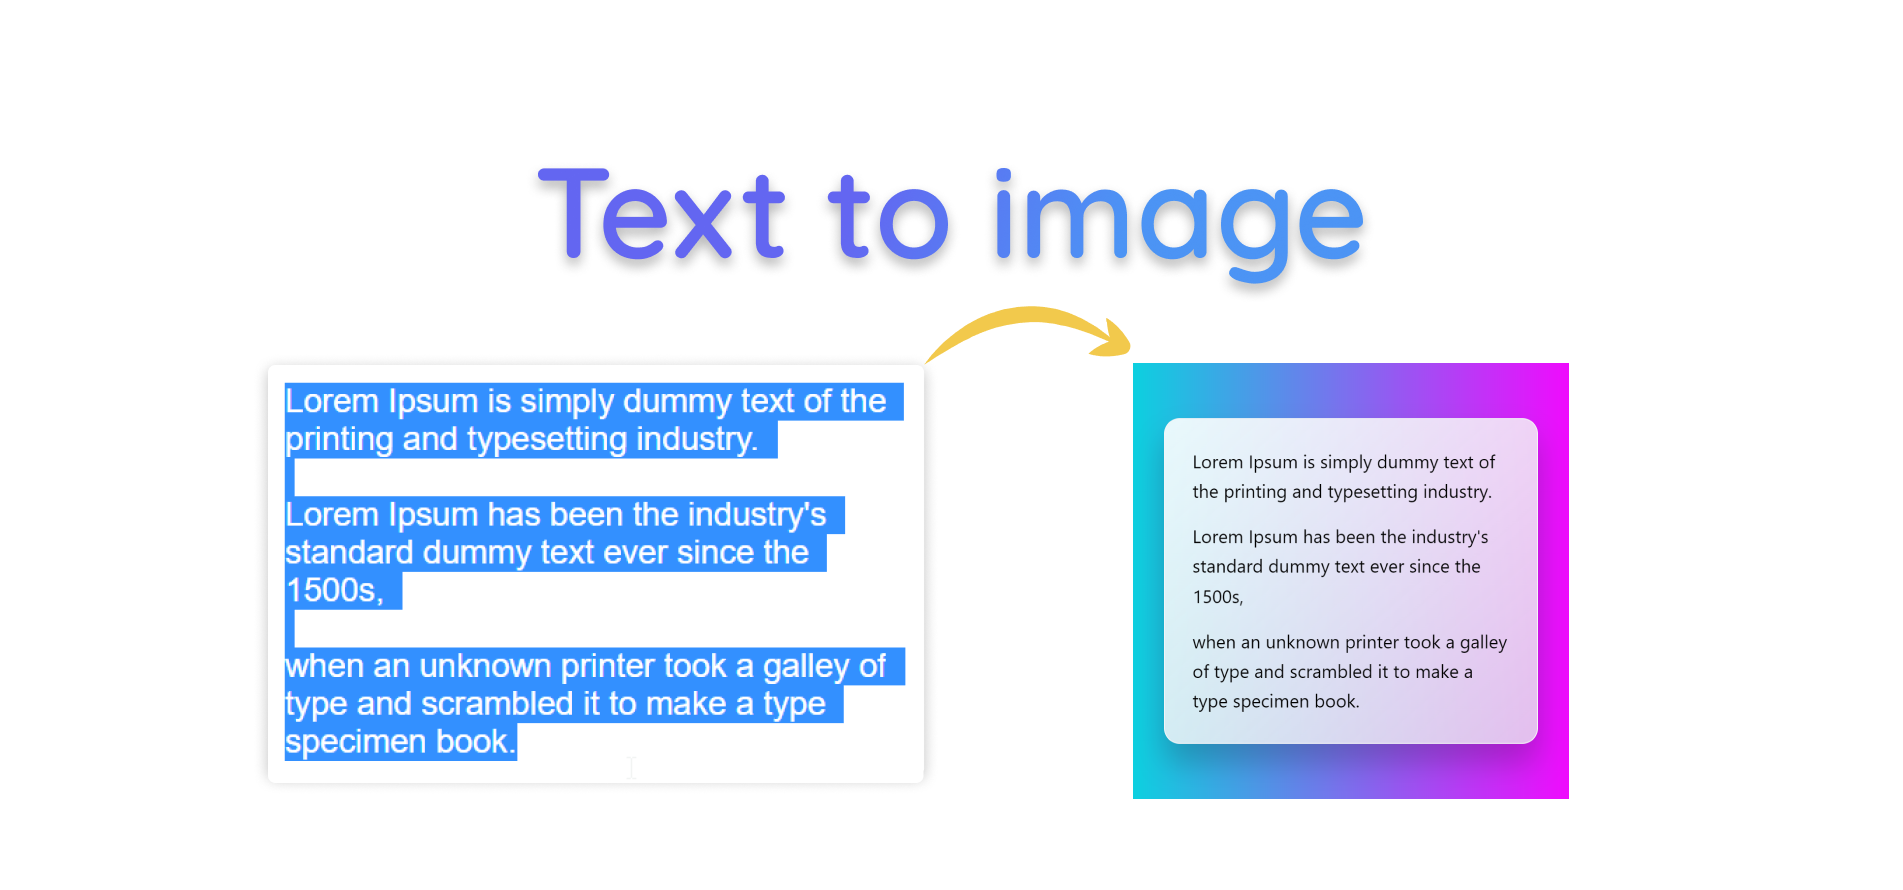 Text to image
Lorem Ipsum is simply dummy text of the
printing and typesetting industry.
Lorem Ipsum has been the industry's
standard dummy text ever since the
1500s,
when an unknown printer took a galley of
type and scrambled it to make a type
specimen book.
Lorem Ipsum is simply dummy text of
the printing and typesetting industry.
Lorem Ipsum has been the industry's
standard dummy text ever since the
1500s,
when an unknown printer took a galley
of type and scrambled it to make a
type specimen book.